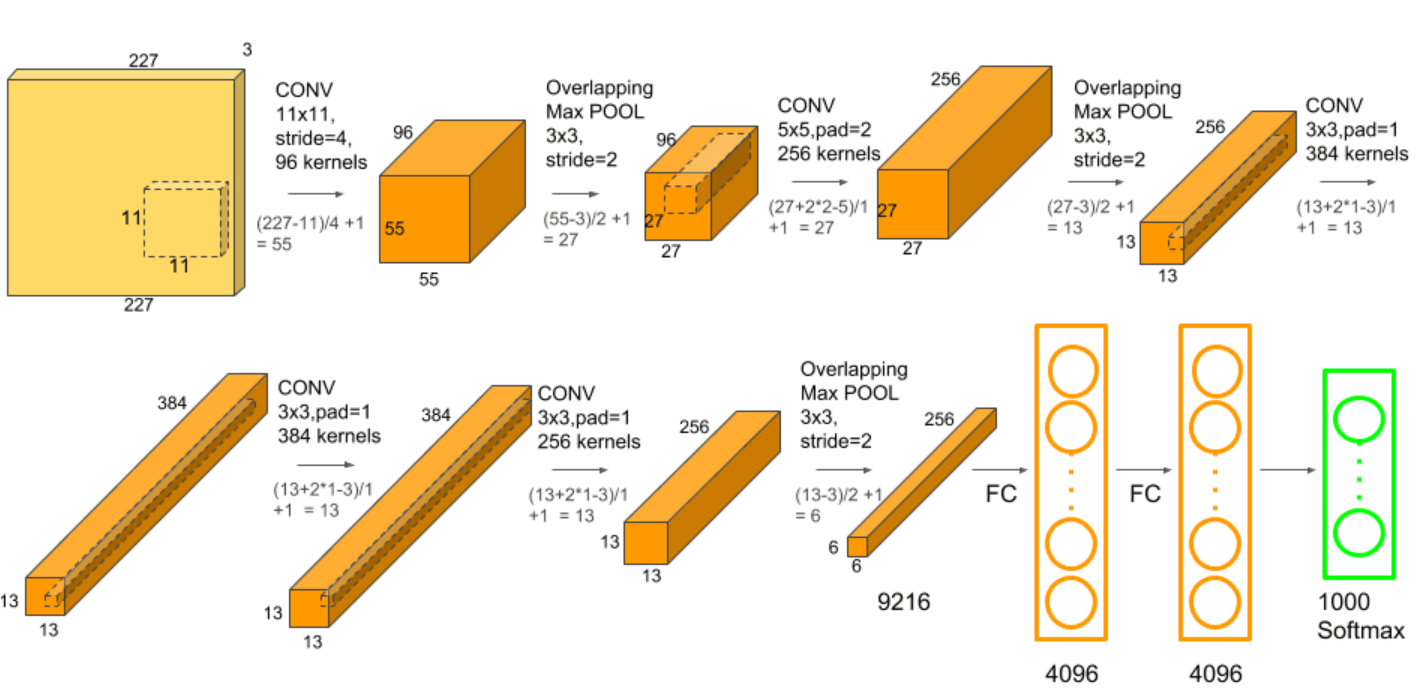 227
3
11
11
227
CONV
11x11,
stride=4,
96 kernels
(227-11)/4 +1
= 55
96
55
55
Overlapping
Max POOL
3x3,
stride=2
(55-3)/2 +1
= 27
96
27
27
CONV
5x5,pad=2
256 kernels
(27+2*2-5)/1
+1 = 27
256
27
27
Overlapping
Max POOL
3x3,
stride=2
(27-3)/2 +1
= 13
256
13
13
CONV
3x3,pad=1
384 kernels
(13+2*1-3)/1
+1 = 13
384
13
13
CONV
3x3,pad=1
384 kernels
(13+2*1-3)/1
+1 = 13
384
13
13
CONV
3x3,pad=1
256 kernels
(13+2*1-3)/1
+1 = 13
256
13
13
Overlapping
Max POOL
3x3,
stride=2
(13-3)/2 +1
= 6
256
6
6
9216
FC
4096
FC
4096
1000
Softmax